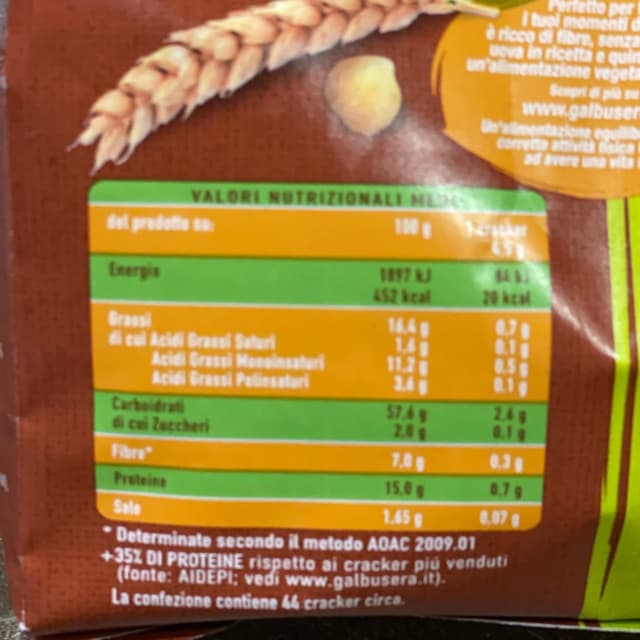 Perfetto per
i tuoi momenti
è ricco di fibre, senza
uova in ricetta e quin
un'alimentazione veget
Scopri di più su
www.galbuser
Un'alimentazione equilib
corretta attività fisica
ad avere una vita
VALORI NUTRIZIONALI
del prodotto su: 100 g 1 cracker
4,5 g
Energia 1897 kJ 84 kJ
452 kcal 20 kcal
Grassi 16,4 g 0,7 g
di cui Acidi Grassi Saturi 1,6 g 0,1 g
Acidi Grassi Monoinsaturi 11,2 g 0,5 g
Acidi Grassi Polinsaturi 3,6 g 0,1 g
Carboidrati 57,6 g 2,6 g
di cui Zuccheri 2,0 g 0,1 g
Fibre* 7,0 g 0,3 g
Proteine 15,0 g 0,7 g
Sale 1,65 g 0,07 g
* Determinate secondo il metodo AOAC 2009.01
+35% DI PROTEINE rispetto ai cracker più venduti
(fonte: AIDEPI; vedi www.galbusera.it).
La confezione contiene 44 cracker circa.